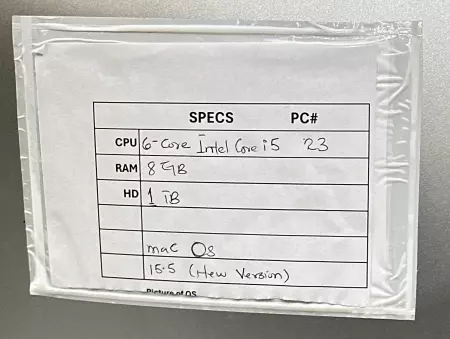 SPECS PC#
CPU 6-Core Intel Core i5 23
RAM 8 GB
HD 1 TB
mac OS
15.5 (New Version)
Picture of OS